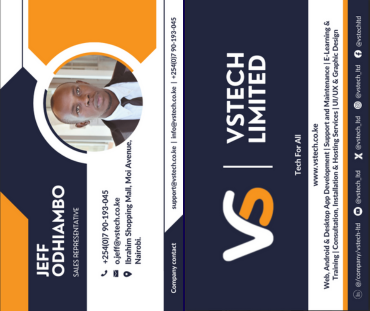 JEFF
ODHIAMBO
SALES REPRESENTATIVE
+254(0)7 90-193-045
o.jeff@vstech.co.ke
Ibrahim Shopping Mall, Moi Avenue,
Nairobi.
Company contact
support@vstech.co.ke | info@vstech.co.ke | +254(0)7 90-193-045
VSTECH
LIMITED
Tech For All
www.vstech.co.ke
Web, Android & Desktop App Development | Support and Maintenance | E-Learning &
Training | Consultation, Installation & Hosting Services | UI/UX & Graphic Design
@/company/vstech-ltd
@vstech_ltd
@vstech_ltd
@vstech_ltd
@vstechltd